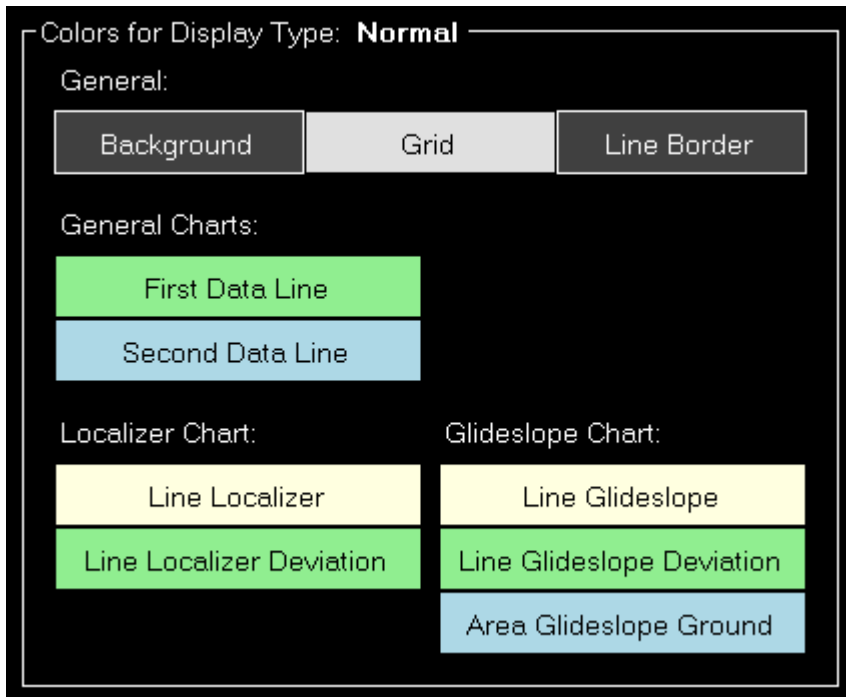 Colors for Display Type: Normal
General:
Background Grid Line Border
General Charts:
First Data Line
Second Data Line
Localizer Chart: Glideslope Chart:
Line Localizer Line Glideslope
Line Localizer Deviation Line Glideslope Deviation
Area Glideslope Ground